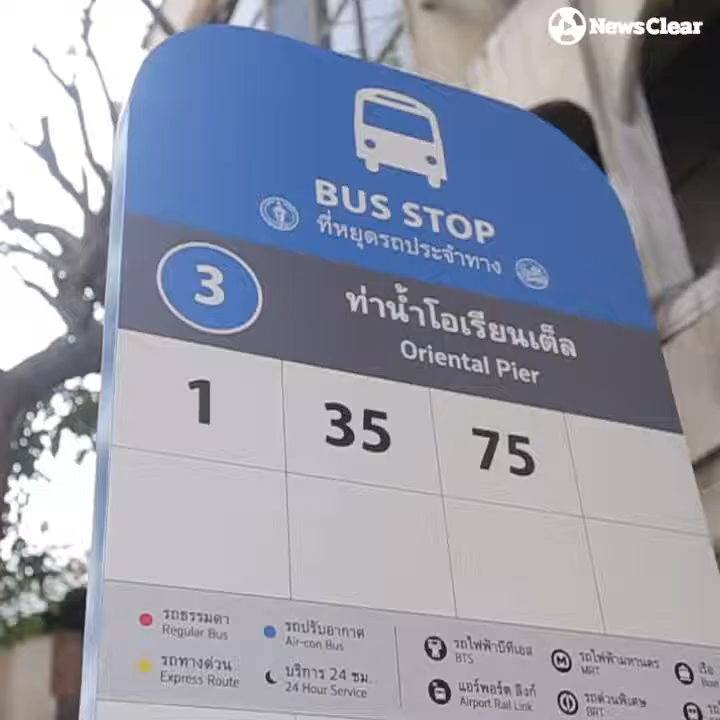 NewsClear
BUS STOP
ที่หยุดรถประจำทาง
3
ท่าน้ำโอเรียนเต็ล
Oriental Pier
1 35 75
รถธรรมดา
Regular Bus
รถปรับอากาศ
Air-con Bus
รถทางด่วน
Express Route
บริการ 24 ชม.
24 Hour Service
รถไฟฟ้าบีทีเอส
BTS
รถไฟฟ้ามหานคร
MRT
เรือ
Boat
แอร์พอร์ต ลิงก์
Airport Rail Link
รถด่วนพิเศษ
BRT